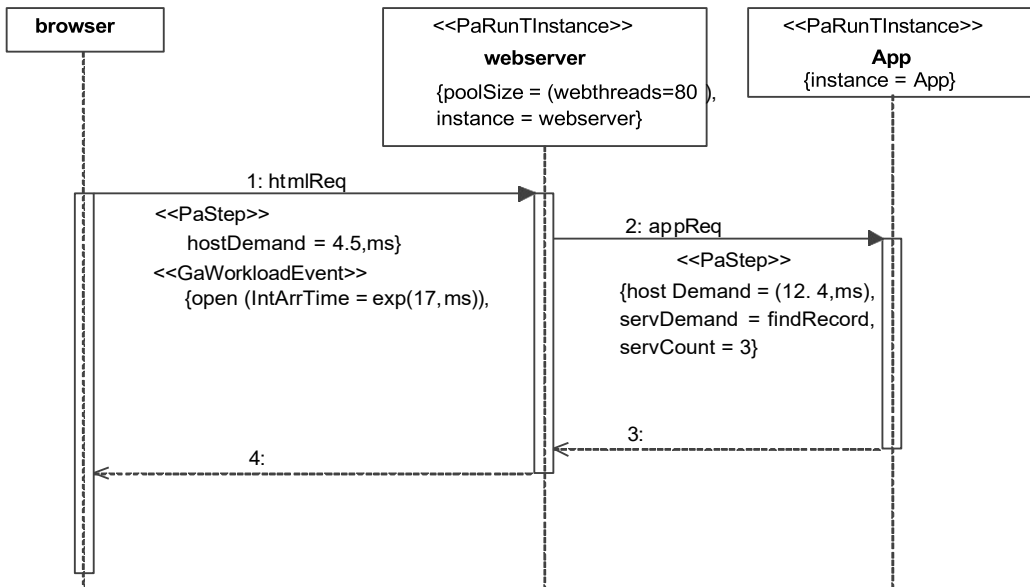 browser
<<PaRunTInstance>>
webserver
{poolSize = (webthreads=80 ),
instance = webserver}
<<PaRunTInstance>>
App
{instance = App}
1: htmlReq
<<PaStep>>
hostDemand = 4.5,ms}
<<GaWorkloadEvent>>
{open (IntArrTime = exp(17,ms)),
2: appReq
<<PaStep>>
{host Demand = (12. 4,ms),
servDemand = findRecord,
servCount = 3}
3:
4: